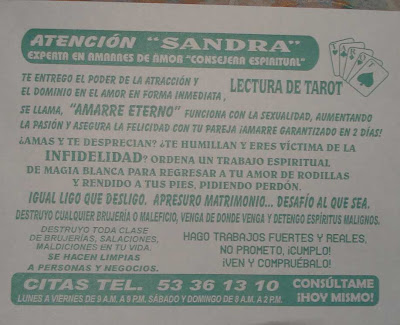 ATENCIÓN "SANDRA"
EXPERTA EN AMARRES DE AMOR "CONSEJERA ESPIRITUAL"
TAROT
TE ENTREGO EL PODER DE LA ATRACCIÓN Y
EL DOMINIO EN EL AMOR EN FORMA INMEDIATA,
LECTURA DE TAROT
SE LLAMA, "AMARRE ETERNO" FUNCIONA CON LA SEXUALIDAD, AUMENTANDO
LA PASIÓN Y ASEGURA LA FELICIDAD CON TU PAREJA ¡AMARRE GARANTIZADO EN 2 DÍAS!
¿AMAS Y TE DESPRECIAN? ¿TE HUMILLAN Y ERES VÍCTIMA DE LA
INFIDELIDAD? ORDENA UN TRABAJO ESPIRITUAL
DE MAGIA BLANCA PARA REGRESAR A TU AMOR DE RODILLAS
Y RENDIDO A TUS PIES, PIDIENDO PERDÓN.
IGUAL LIGO QUE DESLIGO. APRESURO MATRIMONIO... DESAFÍO AL QUE SEA.
DESTRUYO CUALQUIER BRUJERÍA O MALEFICIO, VENGA DE DONDE VENGA Y DETENGO ESPÍRITUS MALIGNOS.
DESTRUYO TODA CLASE
DE BRUJERÍAS, SALACIONES,
MALDICIONES EN TU VIDA.
SE HACEN LIMPIAS
A PERSONAS Y NEGOCIOS.
HAGO TRABAJOS FUERTES Y REALES,
NO PROMETO, ¡CUMPLO!
¡VEN Y COMPRUÉBALO!
CITAS TEL. 53 36 13 10
LUNES A VIERNES DE 9 A.M. A 9 P.M. SÁBADO Y DOMINGO DE 8 A.M. A 2 P.M.
CONSÚLTAME
¡HOY MISMO!